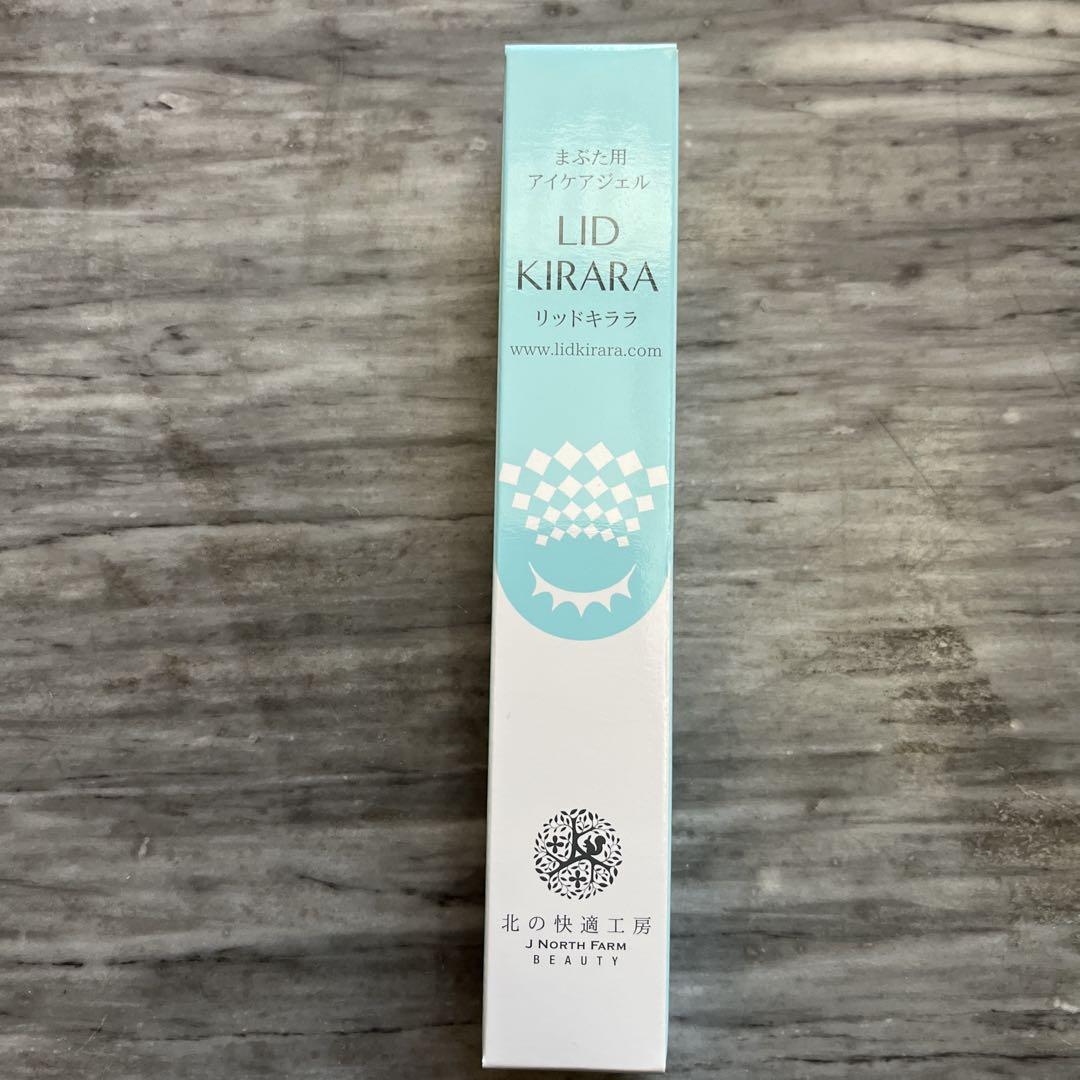 まぶた用
アイケアジェル
LID
KIRARA
リッドキララ
www.lidkirara.com
北の快適工房
J NORTH FARM
BEAUTY